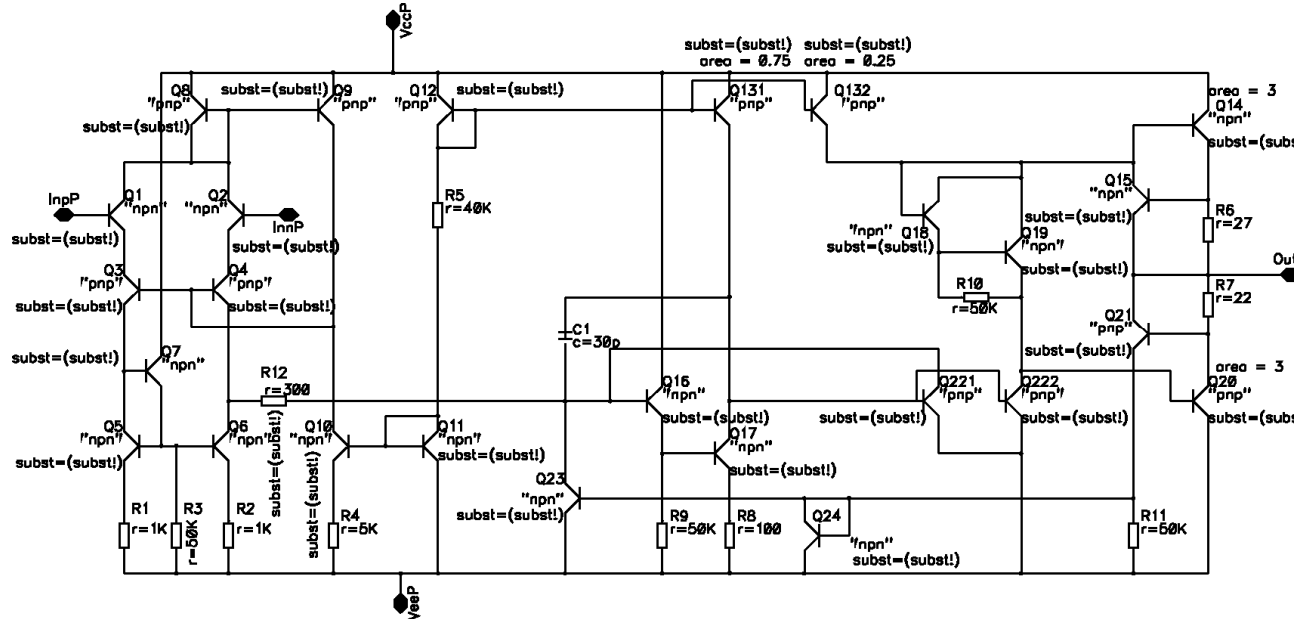 VccP
subst=(subst!) subst=(subst!)
area = 0.75 area = 0.25
Q8
"pnp"
subst=(subst!)
subst=(subst!)
Q9
"pnp"
Q12
"pnp"
subst=(subst!)
Q131
"pnp"
Q132
"pnp"
area = 3
Q14
"npn"
subst=(subst
InpP
Q1
"npn"
subst=(subst!)
Q2
"npn"
InnP
subst=(subst!)
R5
r=40K
Q15
"npn"
subst=(subst!)
R6
r=27
"npn"
Q18
subst=(subst!)
Q19
"npn"
subst=(subst!)
Out
Q3
"pnp"
subst=(subst!)
Q4
"pnp"
subst=(subst!)
R10
r=50K
R7
r=22
C1
c=30p
Q21
"pnp"
subst=(subst!)
subst=(subst!)
Q7
"npn"
R12
r=300
subst=(subst!)
Q16
"npn"
subst=(subst!)
Q221
"pnp"
subst=(subst!)
Q222
"pnp"
subst=(subst!)
area = 3
Q20
"pnp"
subst=(subst
Q5
"npn"
subst=(subst!)
Q6
"npn"
Q10
"npn"
subst=(subst!)
Q11
"npn"
subst=(subst!)
Q17
"npn"
subst=(subst!)
Q23
"npn"
subst=(subst!)
R1
r=1K
R3
r=50K
R2
r=1K
R4
r=5K
R9
r=50K
R8
r=100
Q24
"npn"
subst=(subst!)
R11
r=50K
VeeP